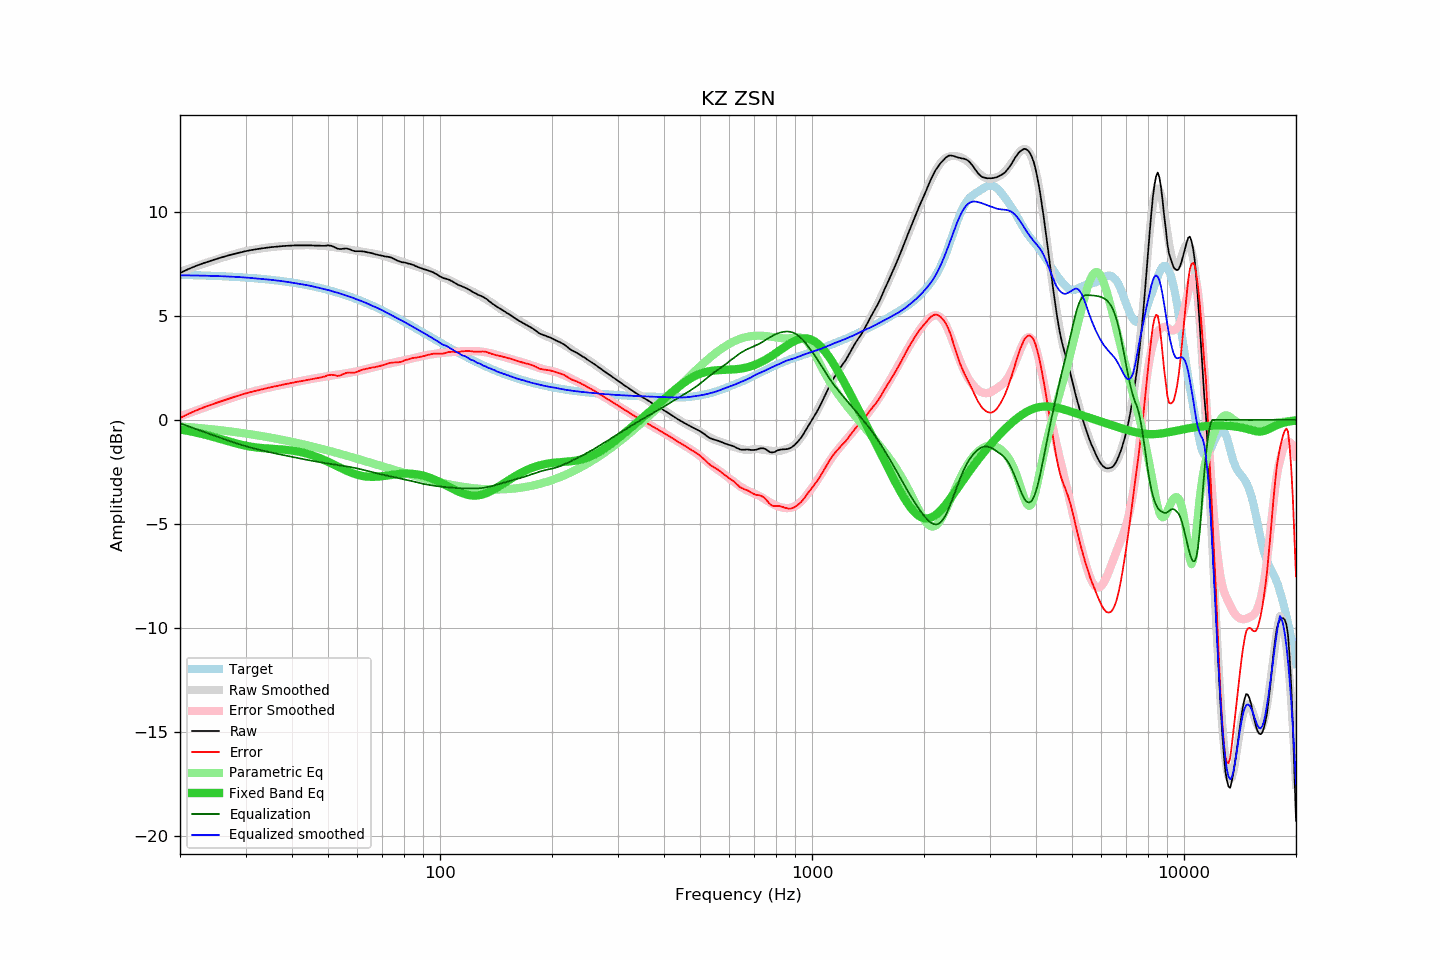 KZ ZSN
Amplitude (dBr)
10
5
0
−5
−10
−15
−20
Target
Raw Smoothed
Error Smoothed
Raw
Error
Parametric Eq
Fixed Band Eq
Equalization
Equalized smoothed
100
1000
10000
Frequency (Hz)